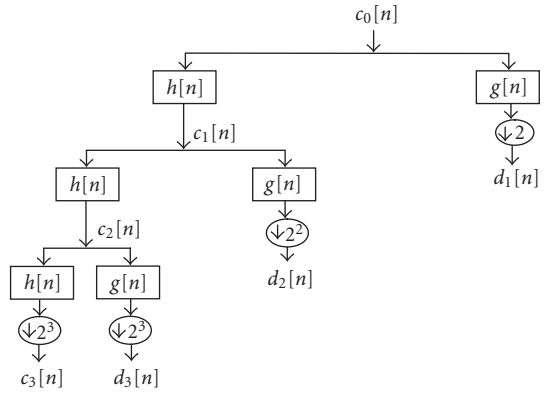 c₀[n]
h[n] g[n]
↓2
c₁[n]
d₁[n]
h[n] g[n]
c₂[n] ↓2²
h[n] g[n] d₂[n]
↓2³ ↓2³
c₃[n] d₃[n]